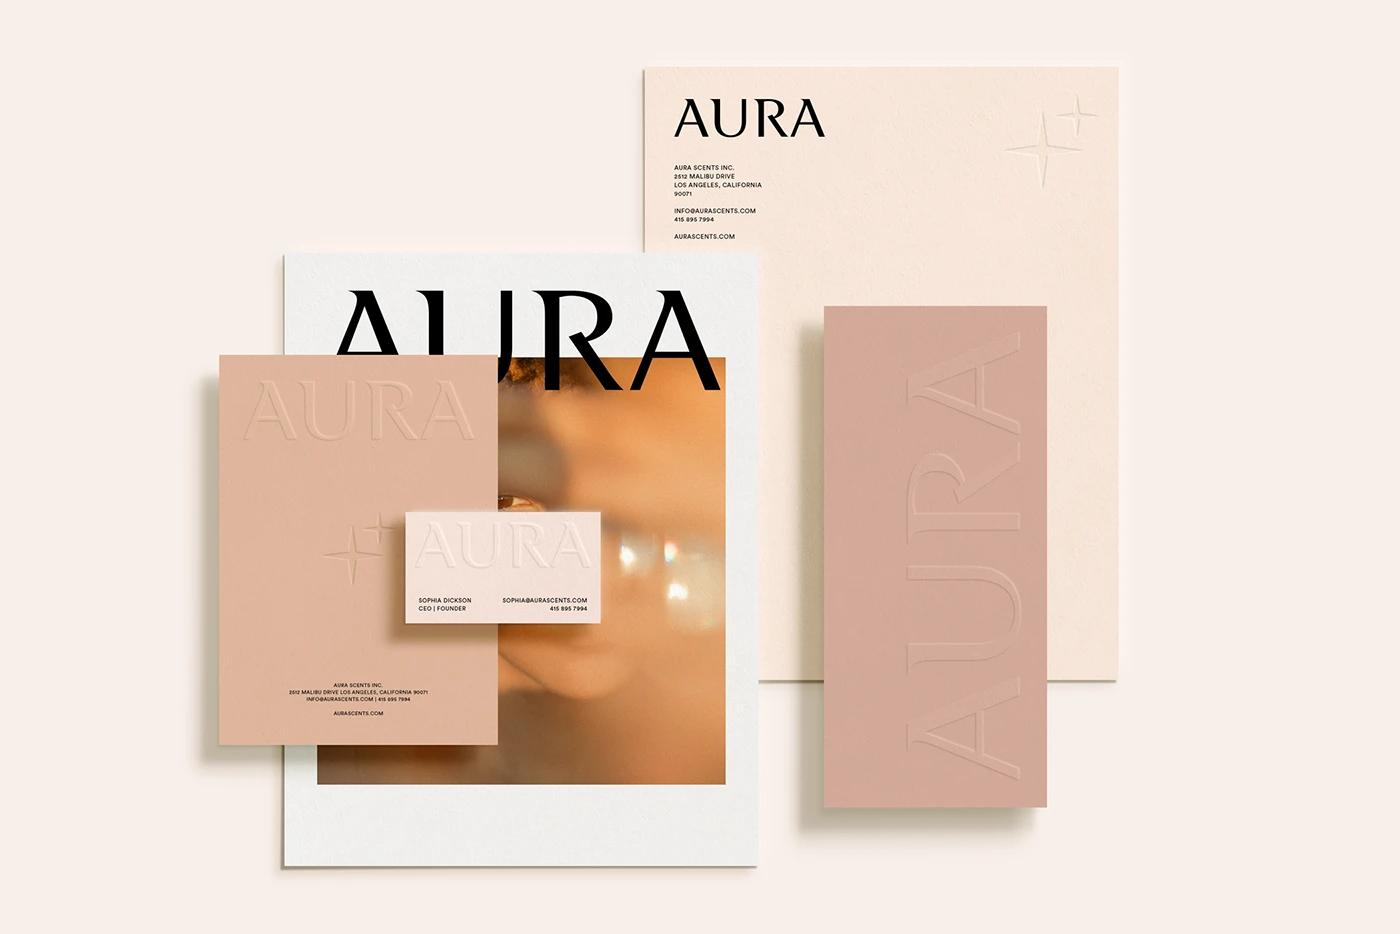 AURA
AURA SCENTS INC.
2512 MALIBU DRIVE
LOS ANGELES, CALIFORNIA
90071
INFO@AURASCENTS.COM
415 895 7994
AURASCENTS.COM
AURA
AURA
AURA SCENTS INC.
2512 MALIBU DRIVE LOS ANGELES, CALIFORNIA 90071
INFO@AURASCENTS.COM | 415 895 7994
AURASCENTS.COM
AURA
SOPHIA DICKSON
CEO | FOUNDER
SOPHIA@AURASCENTS.COM
415 895 7994
AURA